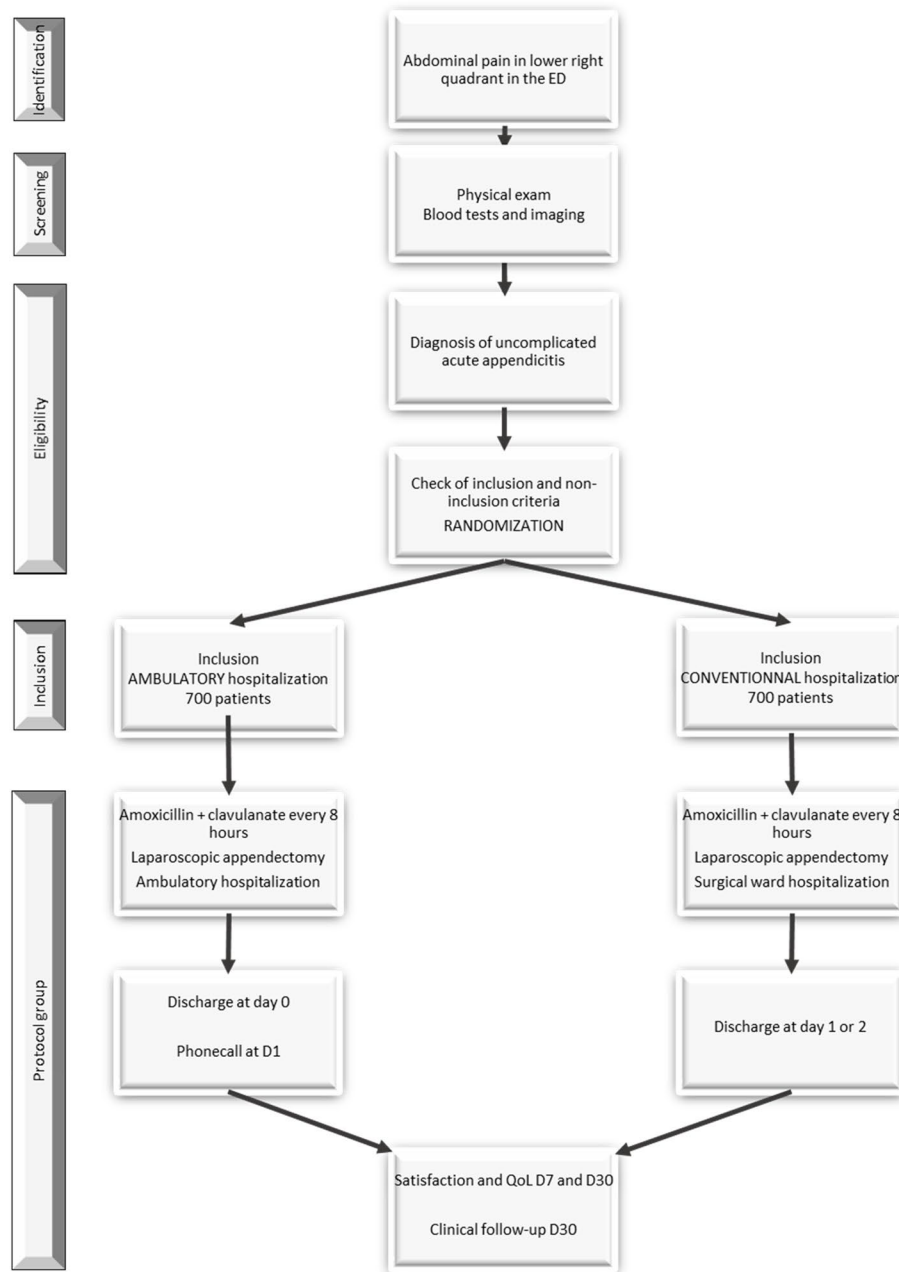 Identification
Abdominal pain in lower right
quadrant in the ED
Screening
Physical exam
Blood tests and imaging
Eligibility
Diagnosis of uncomplicated
acute appendicitis
Check of inclusion and non-
inclusion criteria
RANDOMIZATION
Inclusion
Inclusion
AMBULATORY hospitalization
700 patients
Inclusion
CONVENTIONNAL hospitalization
700 patients
Protocol group
Amoxicillin + clavulanate every 8
hours
Laparoscopic appendectomy
Ambulatory hospitalization
Amoxicillin + clavulanate every 8
hours
Laparoscopic appendectomy
Surgical ward hospitalization
Discharge at day 0
Phonecall at D1
Discharge at day 1 or 2
Satisfaction and QoL D7 and D30
Clinical follow-up D30